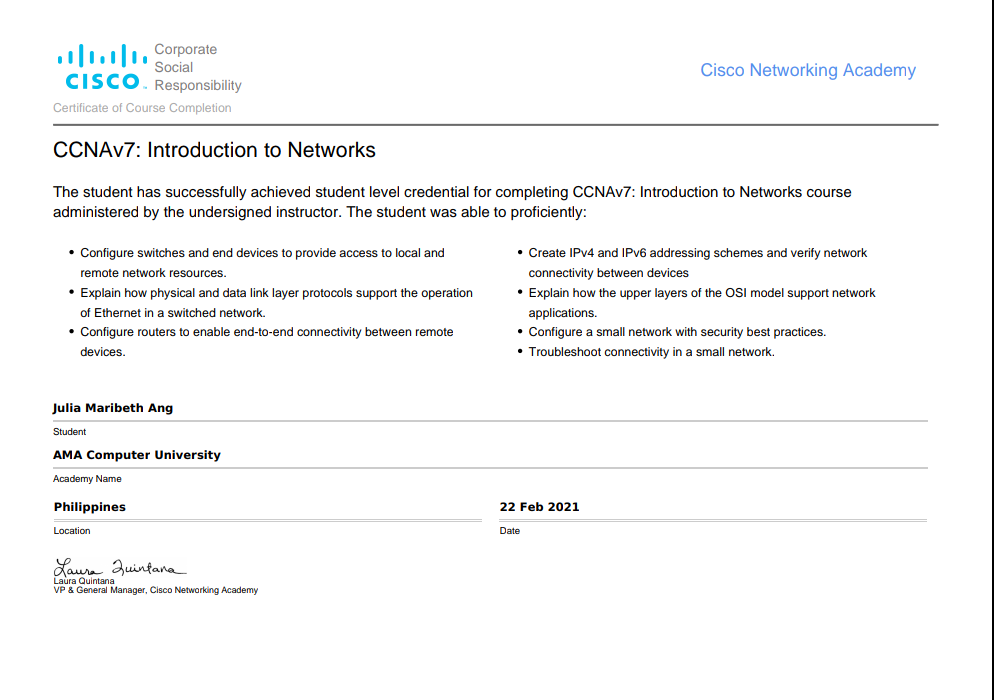 Corporate
Social
CISCO Responsibility
Cisco Networking Academy
Certificate of Course Completion
CCNAv7: Introduction to Networks
The student has successfully achieved student level credential for completing CCNAv7: Introduction to Networks course
administered by the undersigned instructor. The student was able to proficiently:
• Configure switches and end devices to provide access to local and
remote network resources.
• Explain how physical and data link layer protocols support the operation
of Ethernet in a switched network.
• Configure routers to enable end-to-end connectivity between remote
devices.
• Create IPv4 and IPv6 addressing schemes and verify network
connectivity between devices
• Explain how the upper layers of the OSI model support network
applications.
• Configure a small network with security best practices.
• Troubleshoot connectivity in a small network.
Julia Maribeth Ang
Student
AMA Computer University
Academy Name
Philippines
Location
22 Feb 2021
Date
Laura Quintana
Laura Quintana
VP & General Manager, Cisco Networking Academy